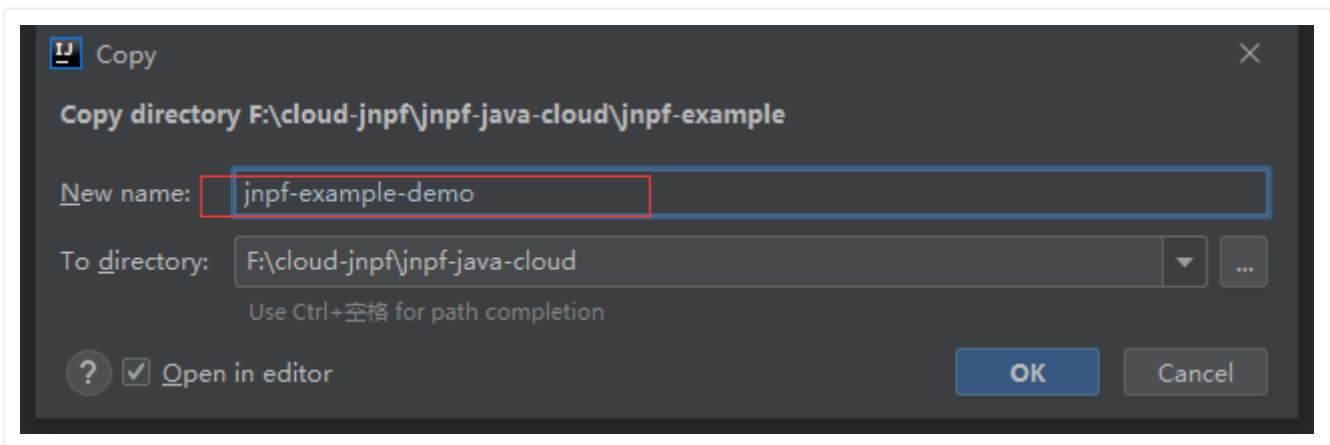 IJ Copy
Copy directory F:\cloud-jnpf\jnpf-java-cloud\jnpf-example
New name: jnpf-example-demo
To directory: F:\cloud-jnpf\jnpf-java-cloud ...
Use Ctrl+空格 for path completion
? Open in editor OK Cancel